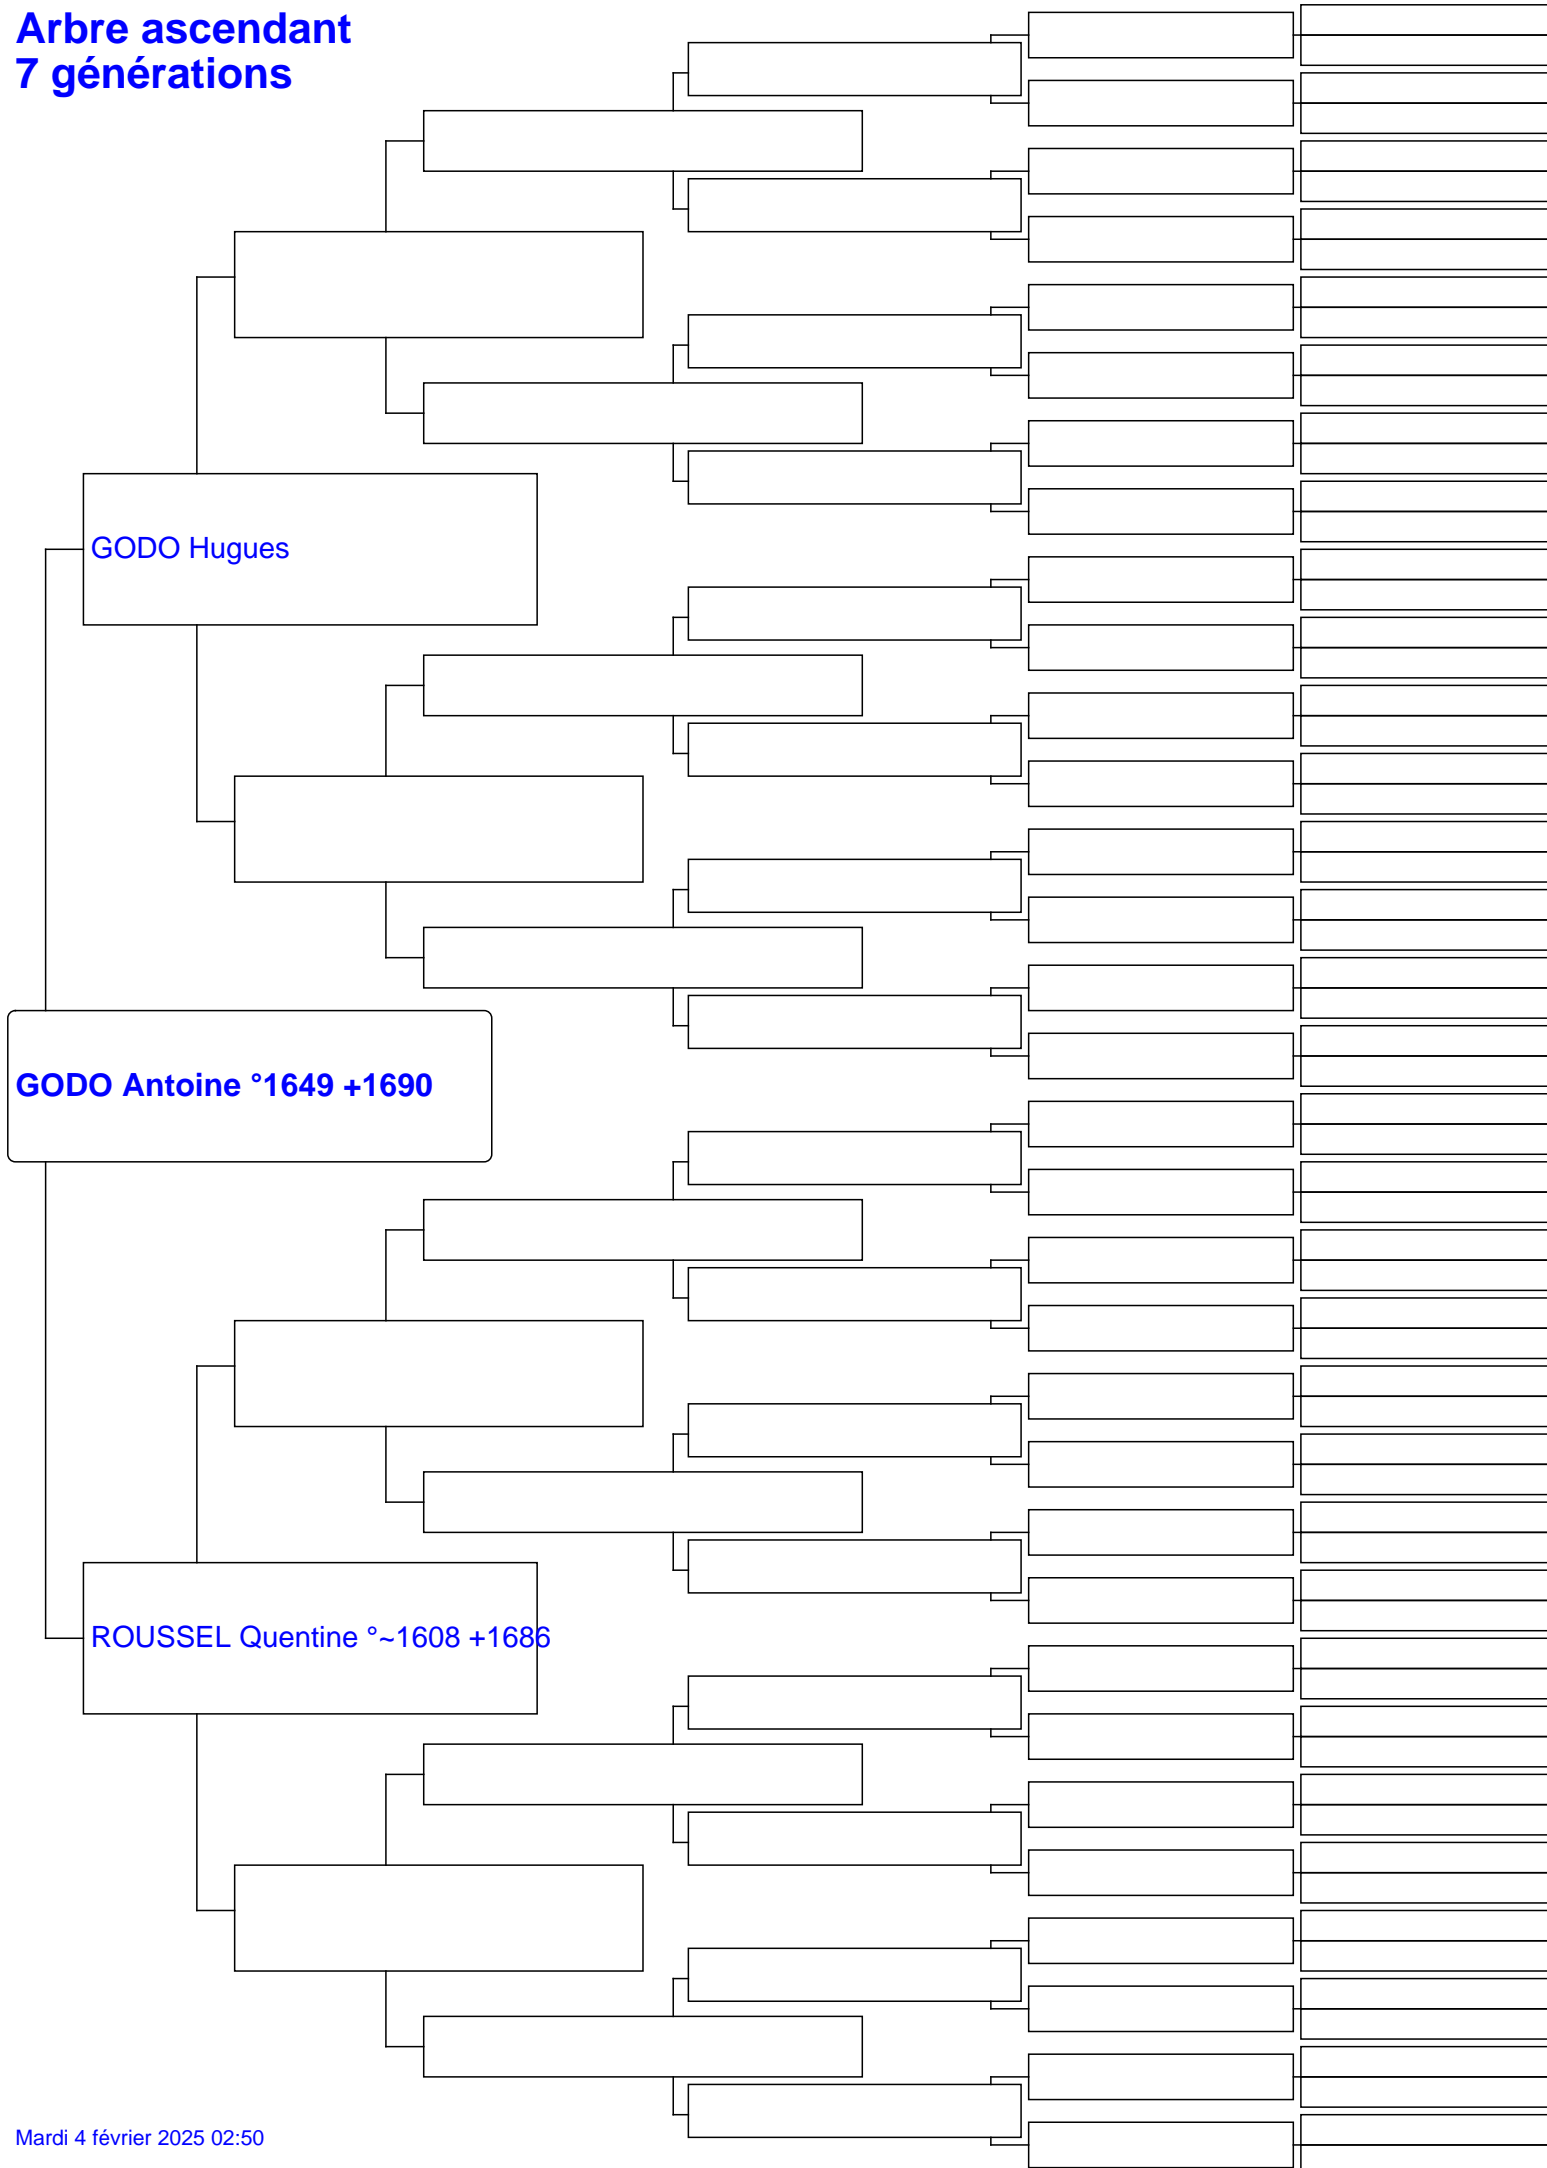 Arbre ascendant
7 générations
GODO Hugues
GODO Antoine °1649 +1690
ROUSSEL Quentine °~1608 +1686
Mardi 4 février 2025 02:50